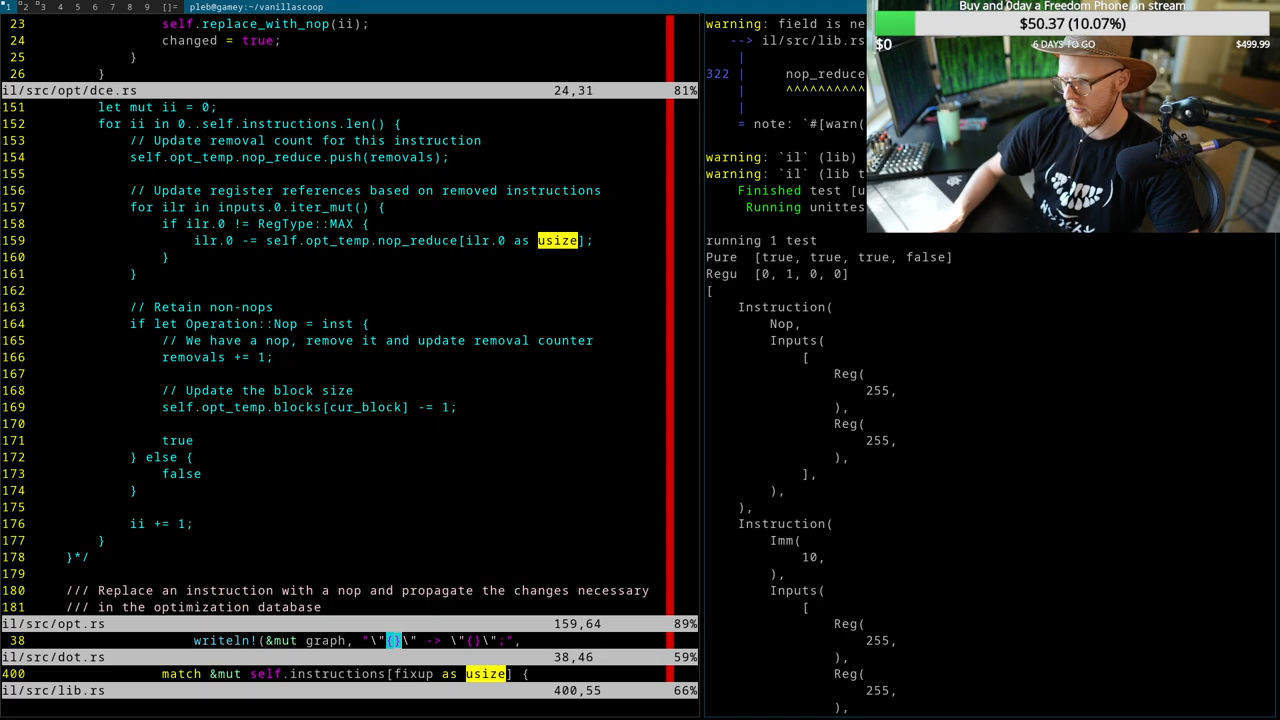 1 2 3 4 5 6 7 8 9 []= pleb@gamey:~/vanillascoop
23 self.replace_with_nop(ii);
24 changed = true;
25 }
26 }
il/src/opt/dce.rs 24,31 81%
151 let mut ii = 0;
152 for ii in 0..self.instructions.len() {
153 // Update removal count for this instruction
154 self.opt_temp.nop_reduce.push(removals);
155
156 // Update register references based on removed instructions
157 for ilr in inputs.0.iter_mut() {
158 if ilr.0 != RegType::MAX {
159 ilr.0 -= self.opt_temp.nop_reduce[ilr.0 as usize];
160 }
161 }
162
163 // Retain non-nops
164 if let Operation::Nop = inst {
165 // We have a nop, remove it and update removal counter
166 removals += 1;
167
168 // Update the block size
169 self.opt_temp.blocks[cur_block] -= 1;
170
171 true
172 } else {
173 false
174 }
175
176 ii += 1;
177 }
178 }*/
179
180 /// Replace an instruction with a nop and propagate the changes necessary
181 /// in the optimization database
il/src/opt.rs 159,64 89%
38 writeln!(&mut graph, "\"{}\" -> \"{}\";",
il/src/dot.rs 38,46 59%
400 match &mut self.instructions[fixup as usize] {
il/src/lib.rs 400,55 66%
warning: field is ne
--> il/src/lib.rs
|
322 | nop_reduce
| ^^^^^^^^^^
|
= note: `#[warn(
warning: `il` (lib)
warning: `il` (lib t
Finished test [u
Running unittes
running 1 test
Pure [true, true, true, false]
Regu [0, 1, 0, 0]
[
Instruction(
Nop,
Inputs(
[
Reg(
255,
),
Reg(
255,
),
],
),
),
Instruction(
Imm(
10,
),
Inputs(
[
Reg(
255,
),
Reg(
255,
),
Buy and 0day a Freedom Phone on stream
$50.37 (10.07%)
$0 6 DAYS TO GO $499.99